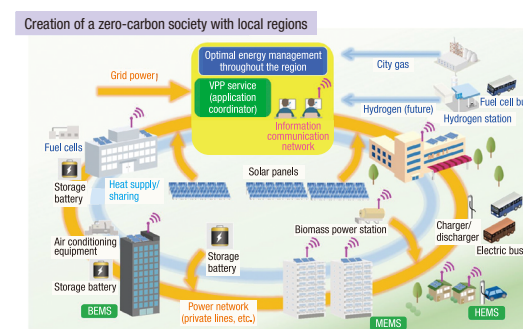 Creation of a zero-carbon society with local regions
Optimal energy management
throughout the region
Grid power
VPP service
(application
coordinator)
Information
communication
network
City gas
Hydrogen (future)
Fuel cell
Hydrogen station
Fuel cells
Storage
battery
Heat supply/
sharing
Solar panels
Air conditioning
equipment
Storage battery
Storage
battery
Biomass power station
Charger/
discharger
Electric bus
Power network
(private lines, etc.)
BEMS
MEMS
HEMS